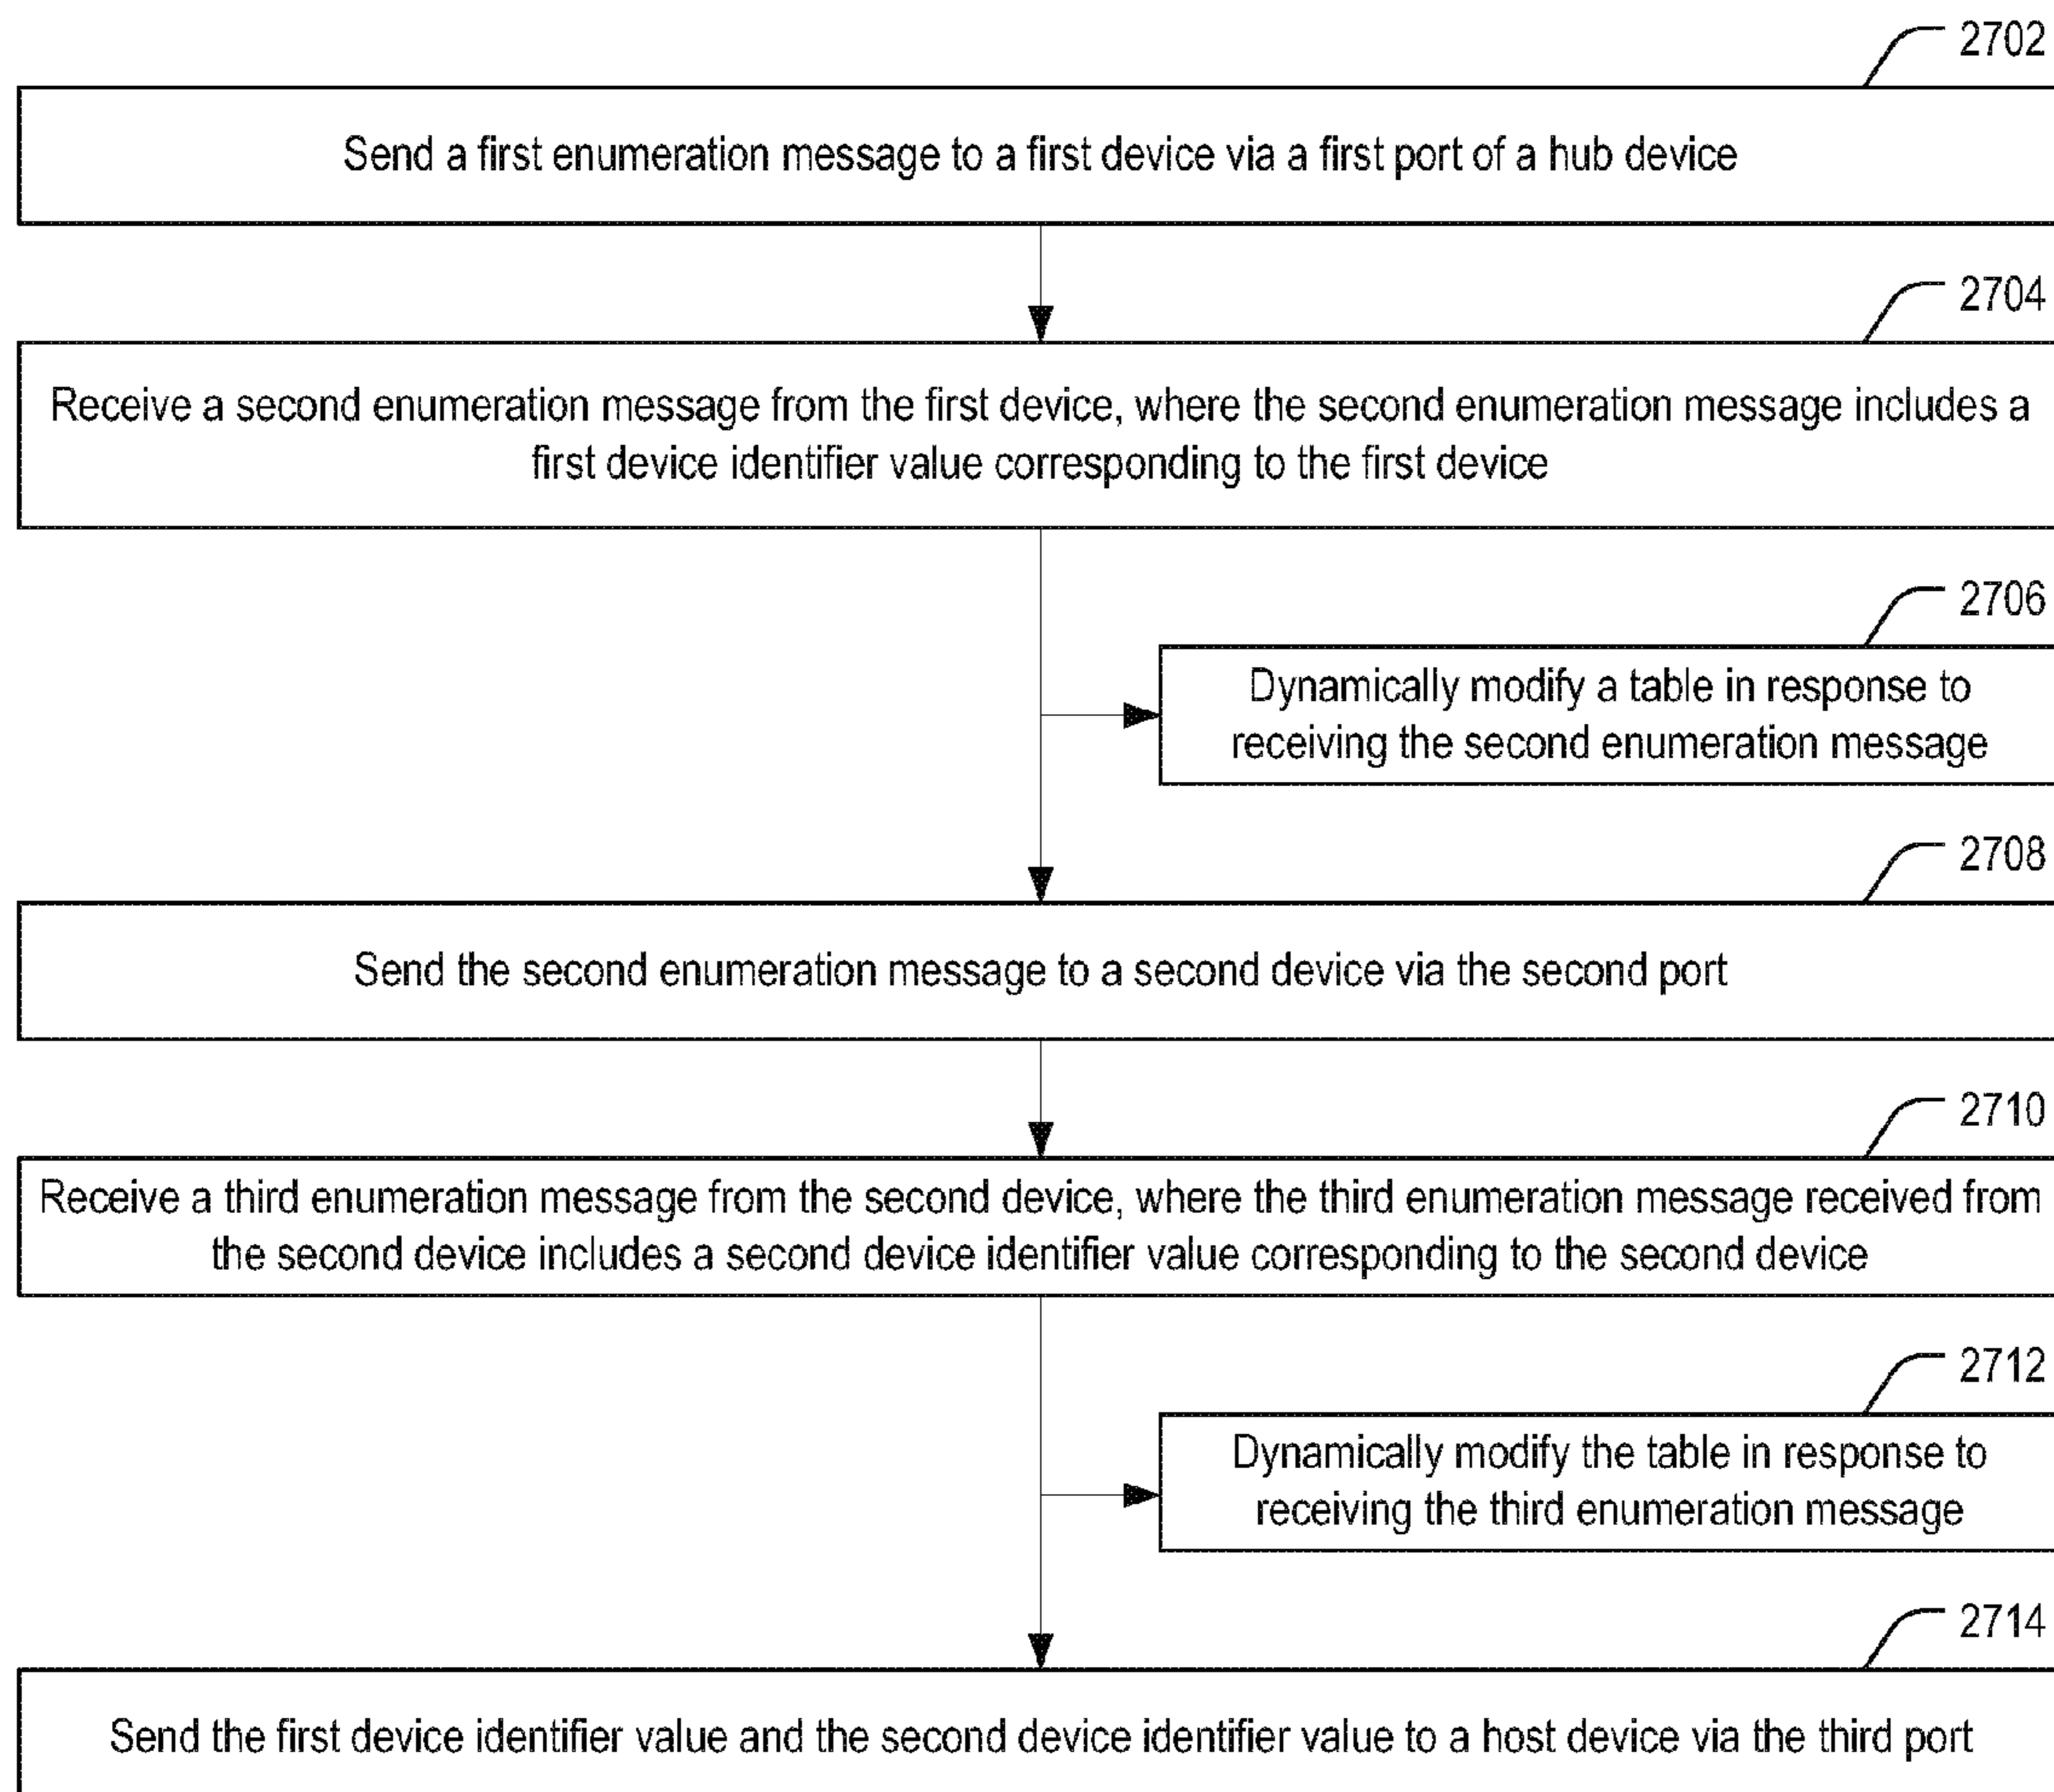 2702
Send a first enumeration message to a first device via a first port of a hub device
2704
Receive a second enumeration message from the first device, where the second enumeration message includes a
first device identifier value corresponding to the first device
2706
Dynamically modify a table in response to
receiving the second enumeration message
2708
Send the second enumeration message to a second device via the second port
2710
Receive a third enumeration message from the second device, where the third enumeration message received from
the second device includes a second device identifier value corresponding to the second device
2712
Dynamically modify the table in response to
receiving the third enumeration message
2714
Send the first device identifier value and the second device identifier value to a host device via the third port